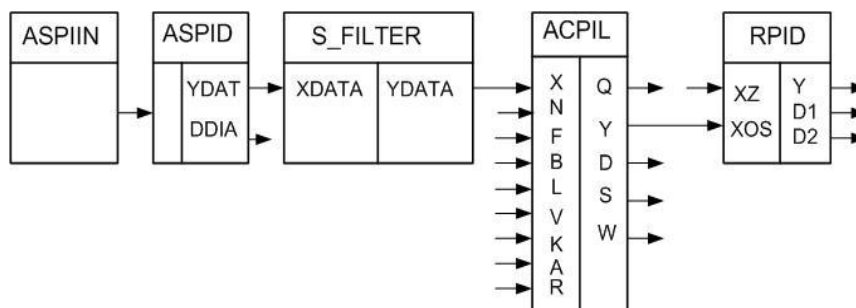 ASPIIN
ASPID
YDAT
DDIA
S_FILTER
XDATA
YDATA
ACPIL
X
N
F
B
L
V
K
A
R
Q
Y
D
S
W
RPID
XZ
XOS
Y
D1
D2